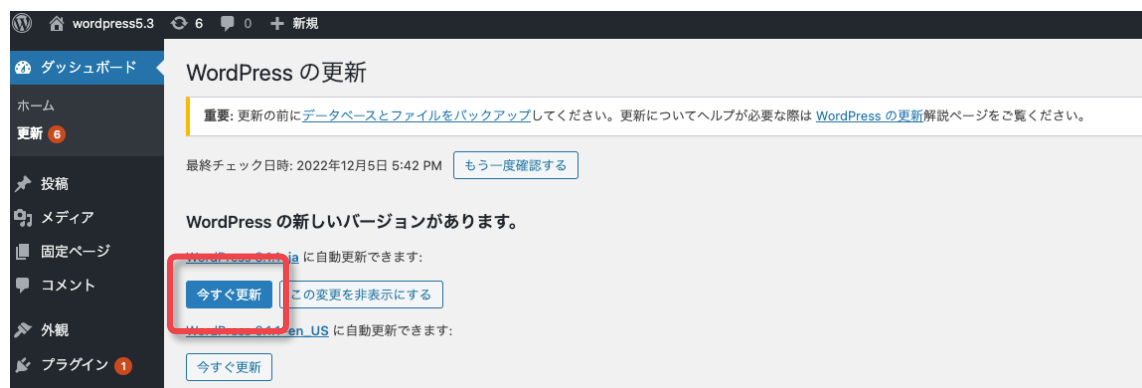 wordpress5.3 6 0 新規
ダッシュボード
ホーム
更新 6
投稿
メディア
固定ページ
コメント
外観
プラグイン 1
WordPress の更新
重要: 更新の前にデータベースとファイルをバックアップしてください。更新についてヘルプが必要な際は WordPress の更新解説ページをご覧ください。
最終チェック日時: 2022年12月5日 5:42 PM もう一度確認する
WordPress の新しいバージョンがあります。
ja に自動更新できます:
今すぐ更新 この変更を非表示にする
en_US に自動更新できます:
今すぐ更新